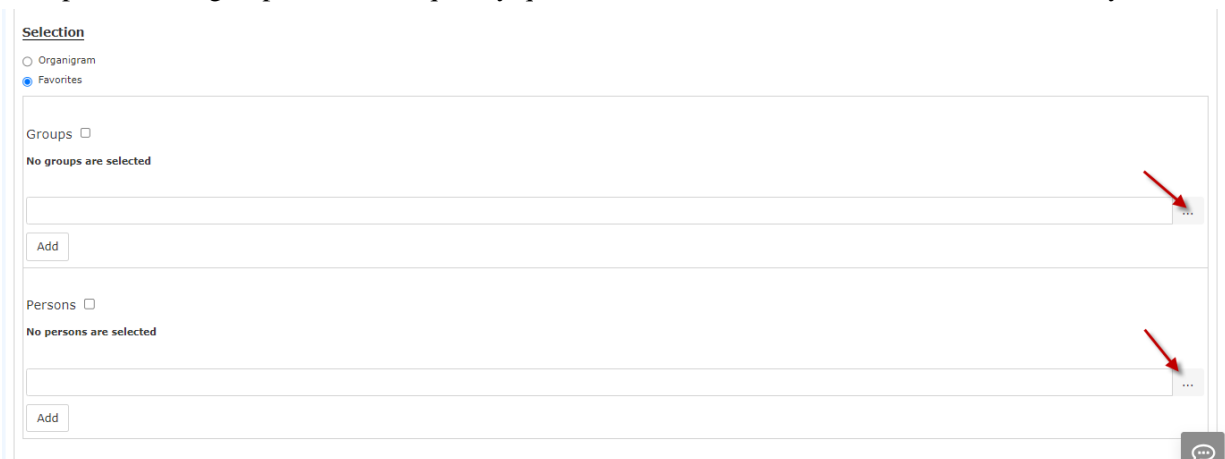 Selection
Organigram
Favorites
Groups
No groups are selected
...
Add
Persons
No persons are selected
...
Add